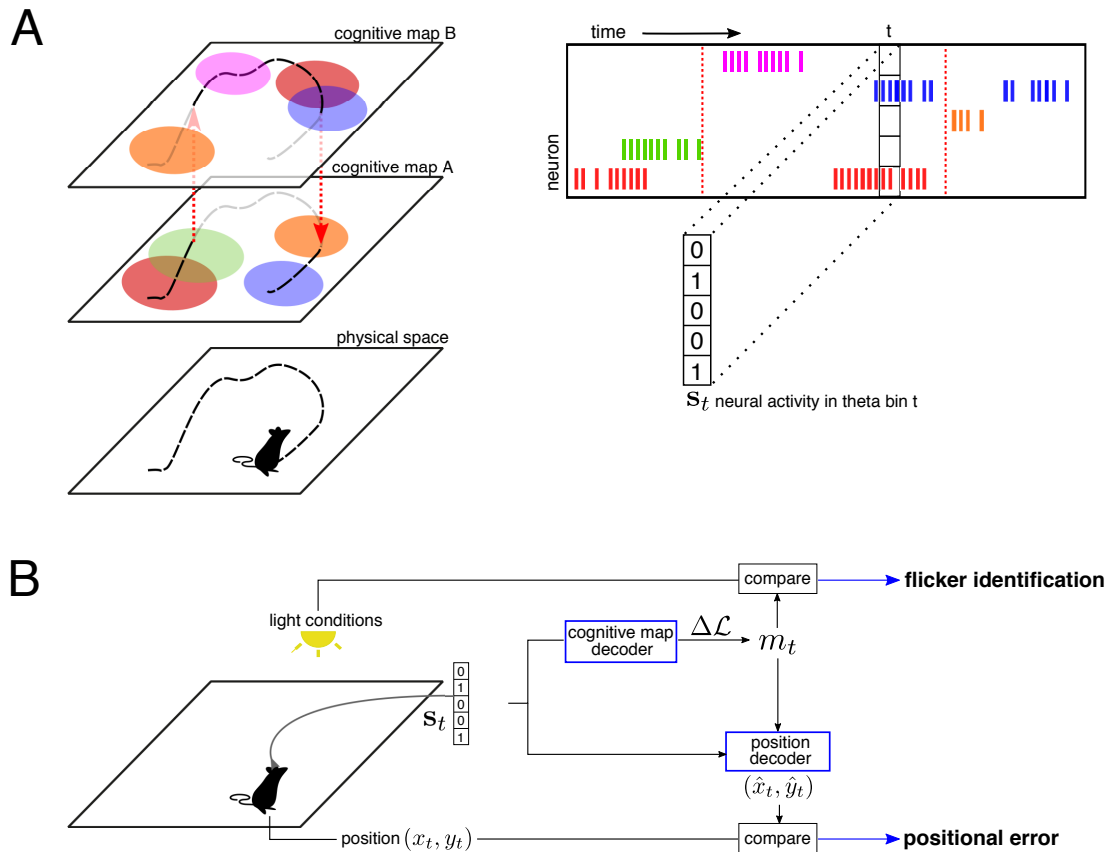 A
cognitive map B
cognitive map A
physical space
time
t
neuron
0
1
0
0
1
s_t neural activity in theta bin t
B
light conditions
0
1
0
0
1
s_t
cognitive map
decoder
Δℒ
m_t
compare
flicker identification
position
decoder
(x̂_t, ŷ_t)
position (x_t, y_t)
compare
positional error